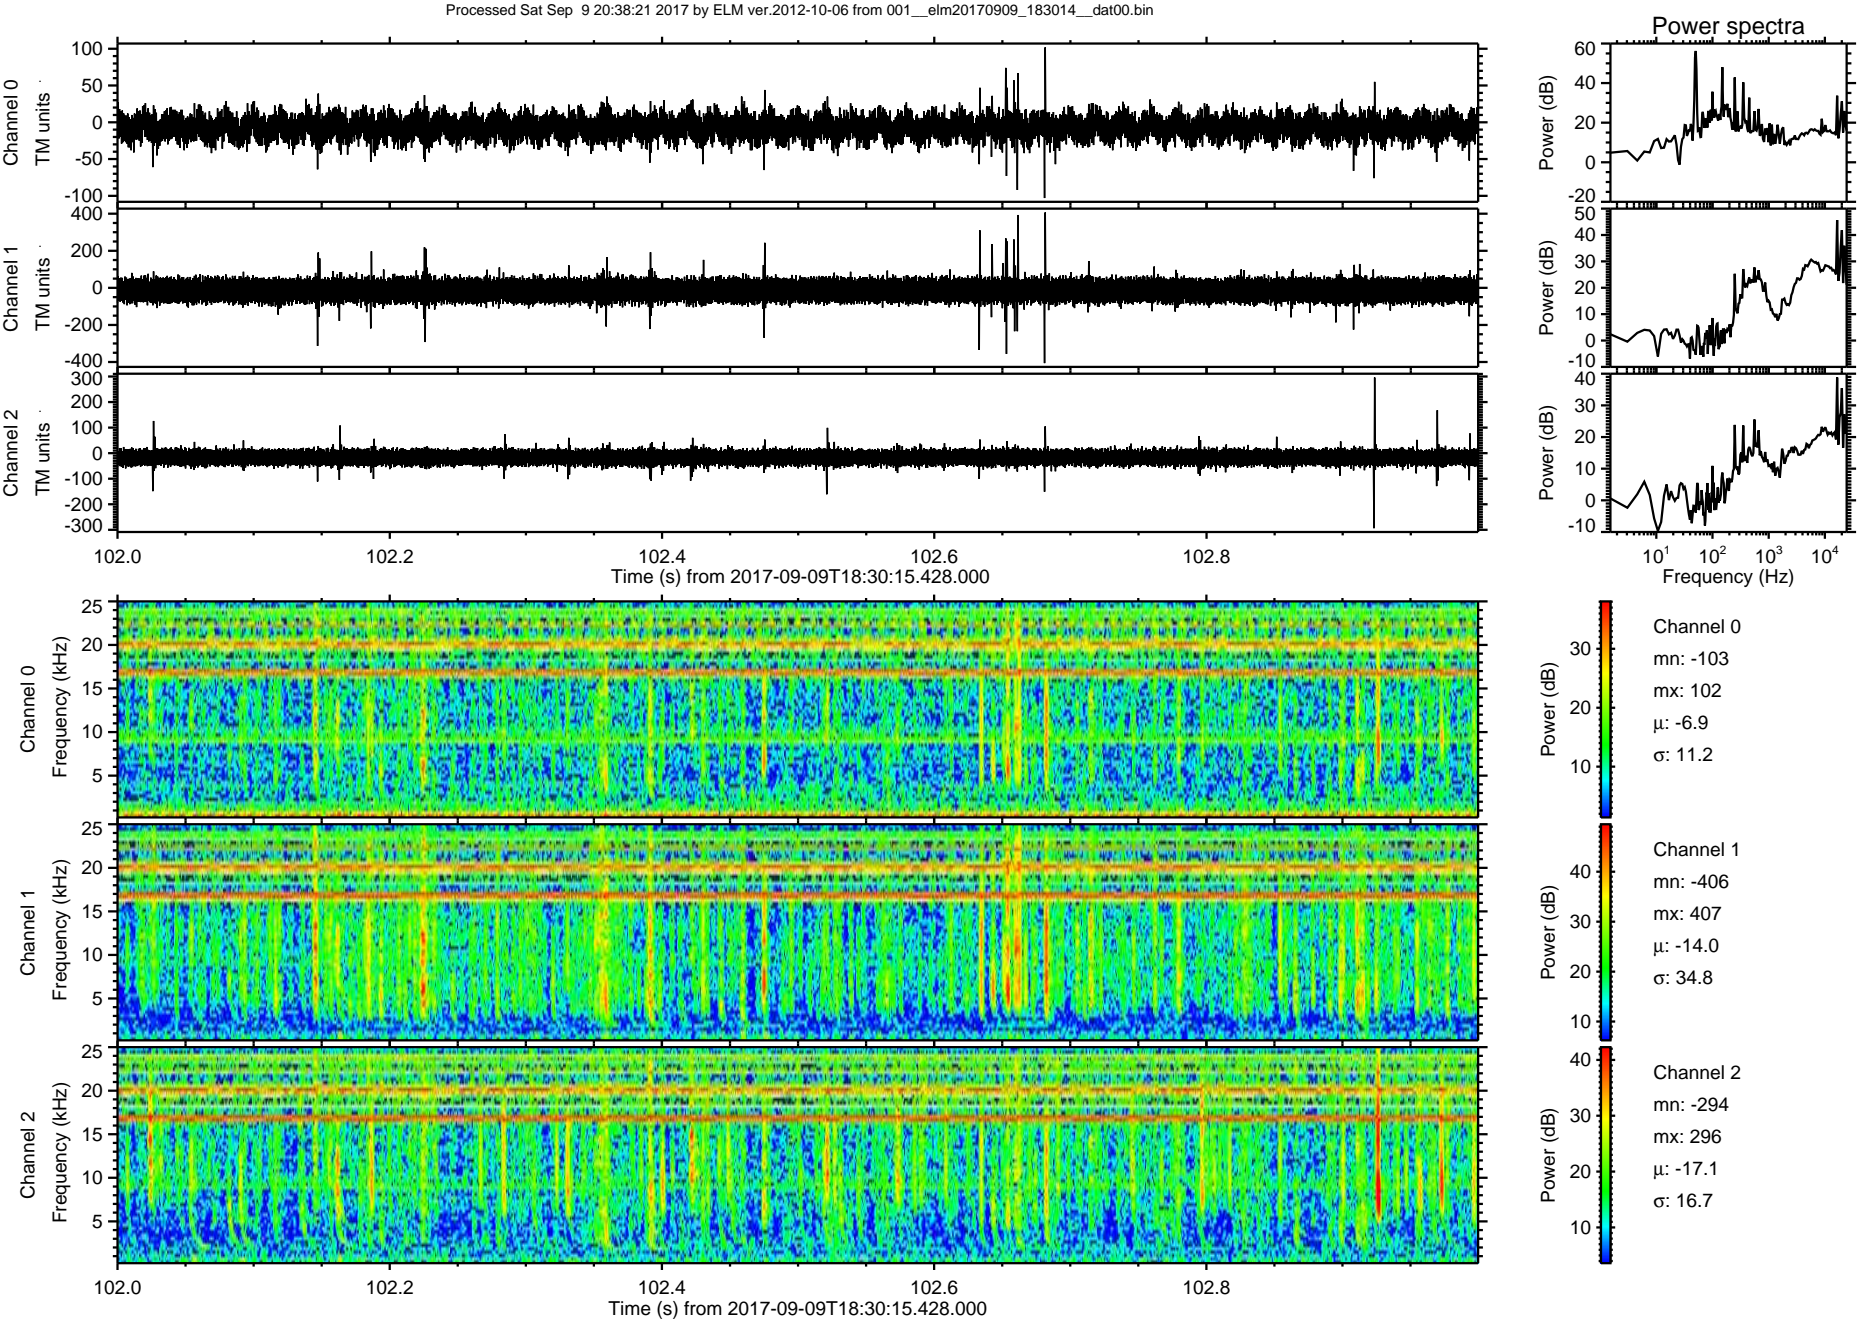 Processed Sat Sep  9 20:38:21 2017 by ELM ver.2012-10-06 from 001__elm20170909_183014__dat00.bin
Power spectra
Channel 0
TM units
100
50
0
-50
-100
Power (dB)
60
40
20
0
-20
Channel 1
TM units
400
200
0
-200
-400
Power (dB)
50
40
30
20
10
0
-10
Channel 2
TM units
300
200
100
0
-100
-200
-300
Power (dB)
40
30
20
10
0
-10
102.0 102.2 102.4 102.6 102.8
Time (s) from 2017-09-09T18:30:15.428.000
10¹ 10² 10³ 10⁴
Frequency (Hz)
Channel 0
Frequency (kHz)
25
20
15
10
5
Power (dB)
30
20
10
Channel 0
mn: -103
mx: 102
μ: -6.9
σ: 11.2
Channel 1
Frequency (kHz)
25
20
15
10
5
Power (dB)
40
30
20
10
Channel 1
mn: -406
mx: 407
μ: -14.0
σ: 34.8
Channel 2
Frequency (kHz)
25
20
15
10
5
Power (dB)
40
30
20
10
Channel 2
mn: -294
mx: 296
μ: -17.1
σ: 16.7
102.0 102.2 102.4 102.6 102.8
Time (s) from 2017-09-09T18:30:15.428.000